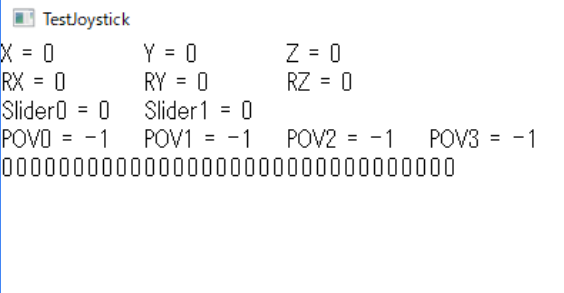 TestJoystick
X = 0 Y = 0 Z = 0
RX = 0 RY = 0 RZ = 0
Slider0 = 0 Slider1 = 0
POV0 = -1 POV1 = -1 POV2 = -1 POV3 = -1
00000000000000000000000000000000